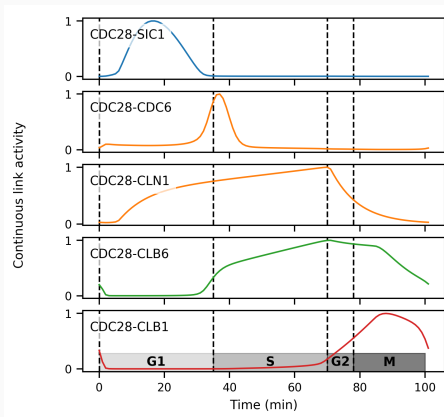 Continuous link activity
CDC28-SIC1
1
0
CDC28-CDC6
1
0
CDC28-CLN1
1
0
CDC28-CLB6
1
0
CDC28-CLB1
1
0
G1 S G2 M
0 20 40 60 80 100
Time (min)